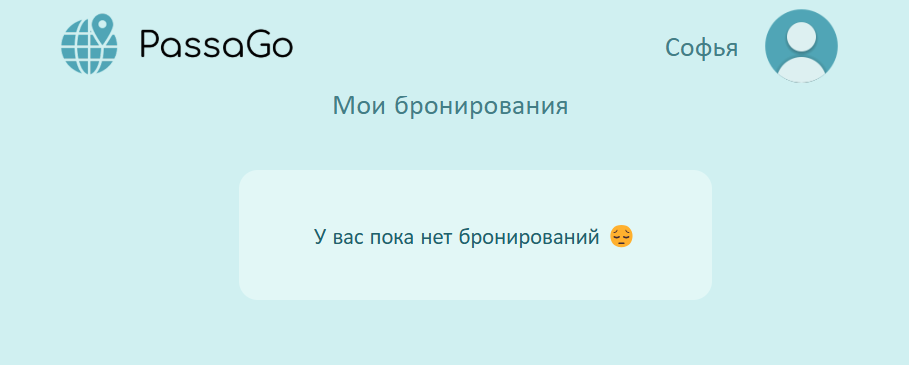 PassaGo
Софья
Мои бронирования
У вас пока нет бронирований 😔